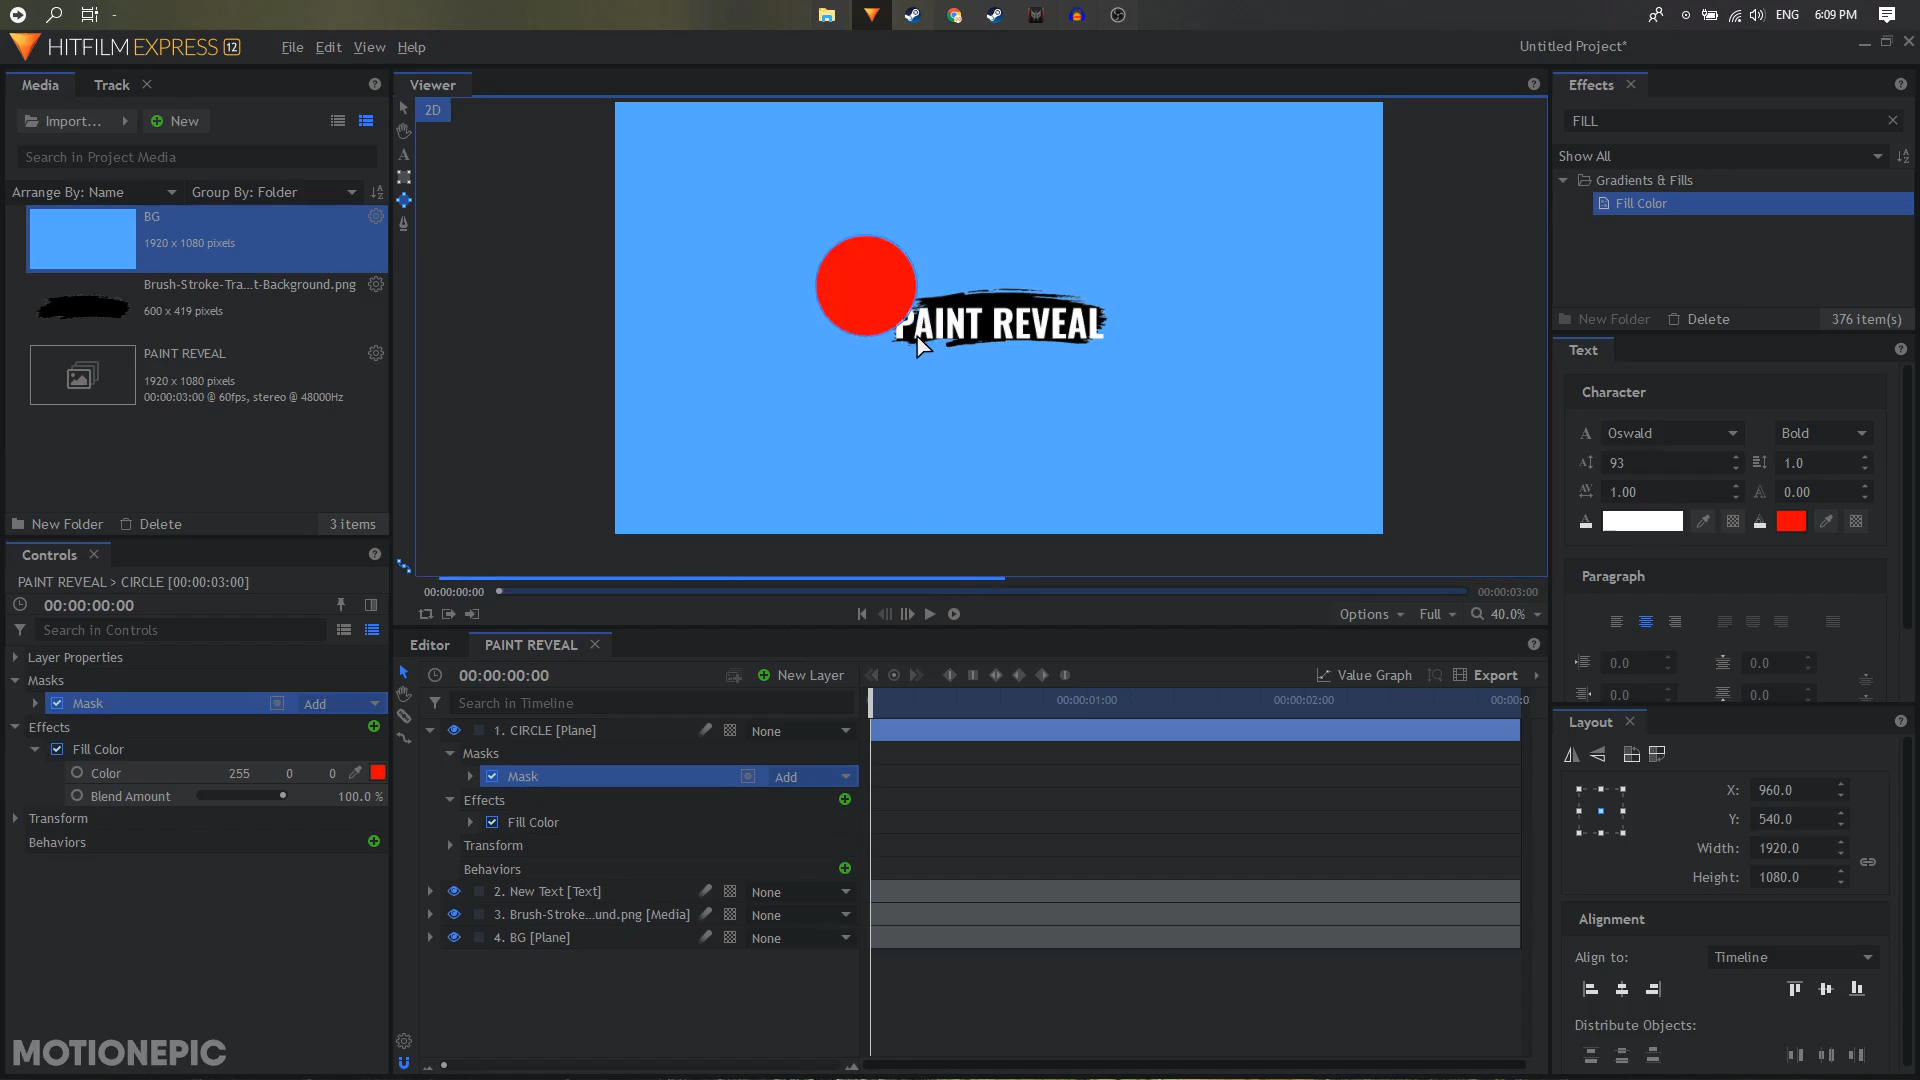 ENG
6:09 PM
HITFILM EXPRESS 12
File
Edit
View
Help
Untitled Project*
Media
Track
Import...
New
Search in Project Media
Arrange By: Name
Group By: Folder
BG
1920 x 1080 pixels
Brush-Stroke-Tra...t-Background.png
600 x 419 pixels
PAINT REVEAL
1920 x 1080 pixels
00:00:03:00 @ 60fps, stereo @ 48000Hz
New Folder
Delete
3 items
Controls
PAINT REVEAL > CIRCLE [00:00:03:00]
00:00:00:00
Search in Controls
Layer Properties
Masks
Mask
Add
Effects
Fill Color
Color 255 0 0
Blend Amount 100.0 %
Transform
Behaviors
MOTIONEPIC
Viewer
2D
PAINT REVEAL
00:00:00:00
00:00:03:00
Options
Full
40.0%
Editor
PAINT REVEAL
00:00:00:00
New Layer
Value Graph
Export
Search in Timeline
00:00:01:00
00:00:02:00
00:00:0
1. CIRCLE [Plane]
None
Masks
Mask
Add
Effects
Fill Color
Transform
Behaviors
2. New Text [Text]
None
3. Brush-Stroke...und.png [Media]
None
4. BG [Plane]
None
Effects
FILL
Show All
Gradients & Fills
Fill Color
New Folder
Delete
376 item(s)
Text
Character
Oswald
Bold
93
1.0
1.00
0.00
Paragraph
0.0
0.0
0.0
0.0
Layout
X: 960.0
Y: 540.0
Width: 1920.0
Height: 1080.0
Alignment
Align to:
Timeline
Distribute Objects: